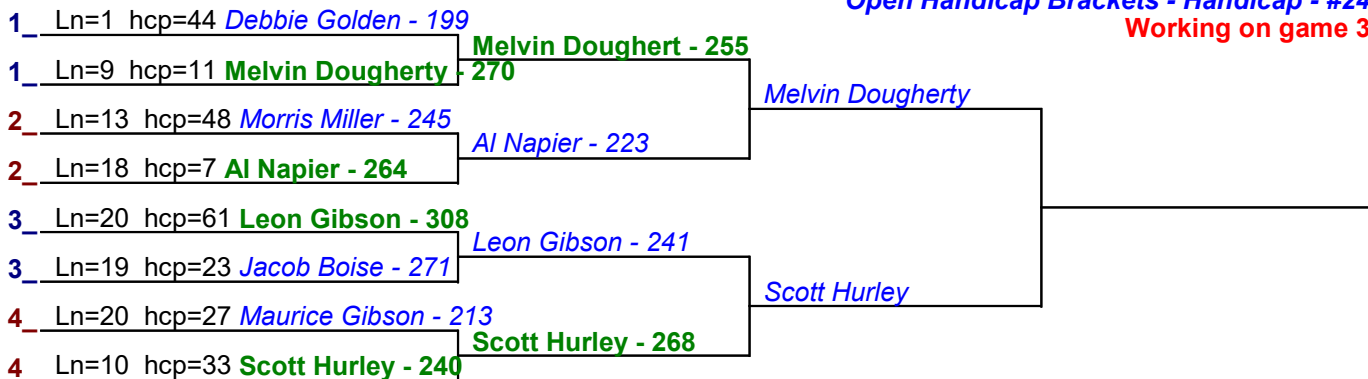 Open Handicap Brackets - Handicap - #24
Working on game 3
1_ Ln=1 hcp=44 Debbie Golden - 199
Melvin Doughert - 255
1_ Ln=9 hcp=11 Melvin Dougherty - 270
Melvin Dougherty
2_ Ln=13 hcp=48 Morris Miller - 245
Al Napier - 223
2_ Ln=18 hcp=7 Al Napier - 264
3_ Ln=20 hcp=61 Leon Gibson - 308
Leon Gibson - 241
3_ Ln=19 hcp=23 Jacob Boise - 271
Scott Hurley
4_ Ln=20 hcp=27 Maurice Gibson - 213
Scott Hurley - 268
4 Ln=10 hcp=33 Scott Hurley - 240